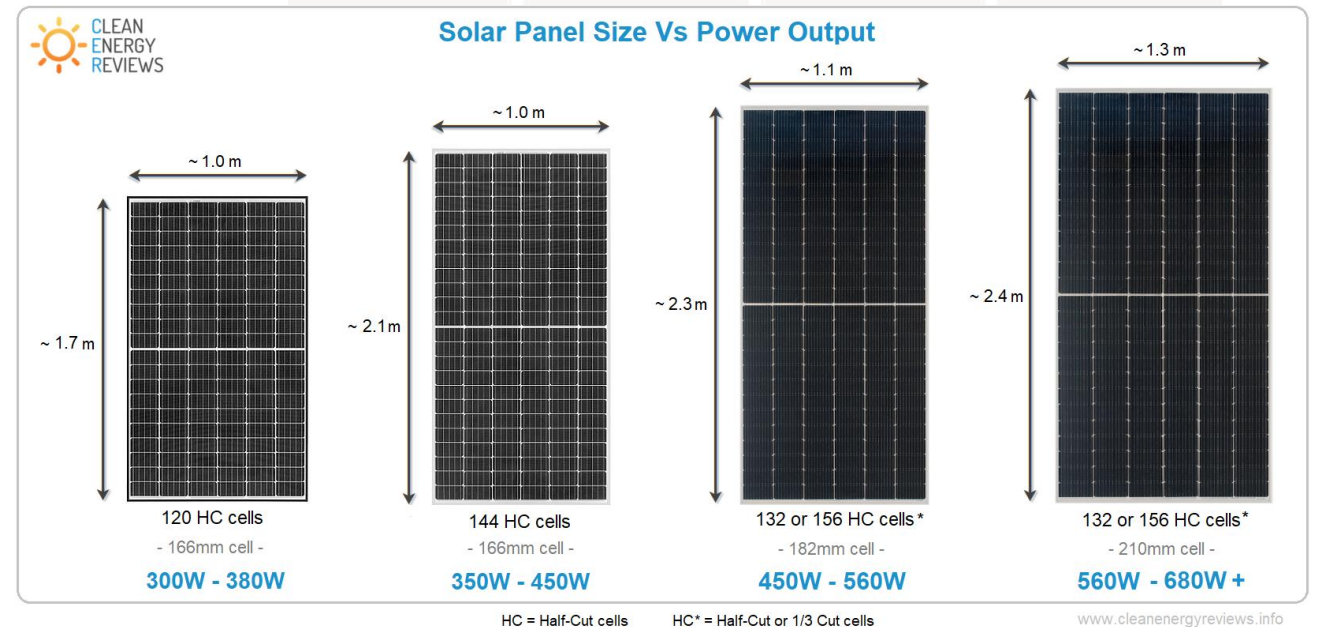 CLEAN
ENERGY
REVIEWS
Solar Panel Size Vs Power Output
~ 1.0 m
~ 1.7 m
120 HC cells
- 166mm cell -
300W - 380W
~ 1.0 m
~ 2.1m
144 HC cells
- 166mm cell -
350W - 450W
~ 1.1 m
~ 2.3m
132 or 156 HC cells*
- 182mm cell -
450W - 560W
~ 1.3 m
~ 2.4m
132 or 156 HC cells*
- 210mm cell -
560W - 680W +
HC = Half-Cut cells
HC* = Half-Cut or 1/3 Cut cells
www.cleanenergyreviews.info